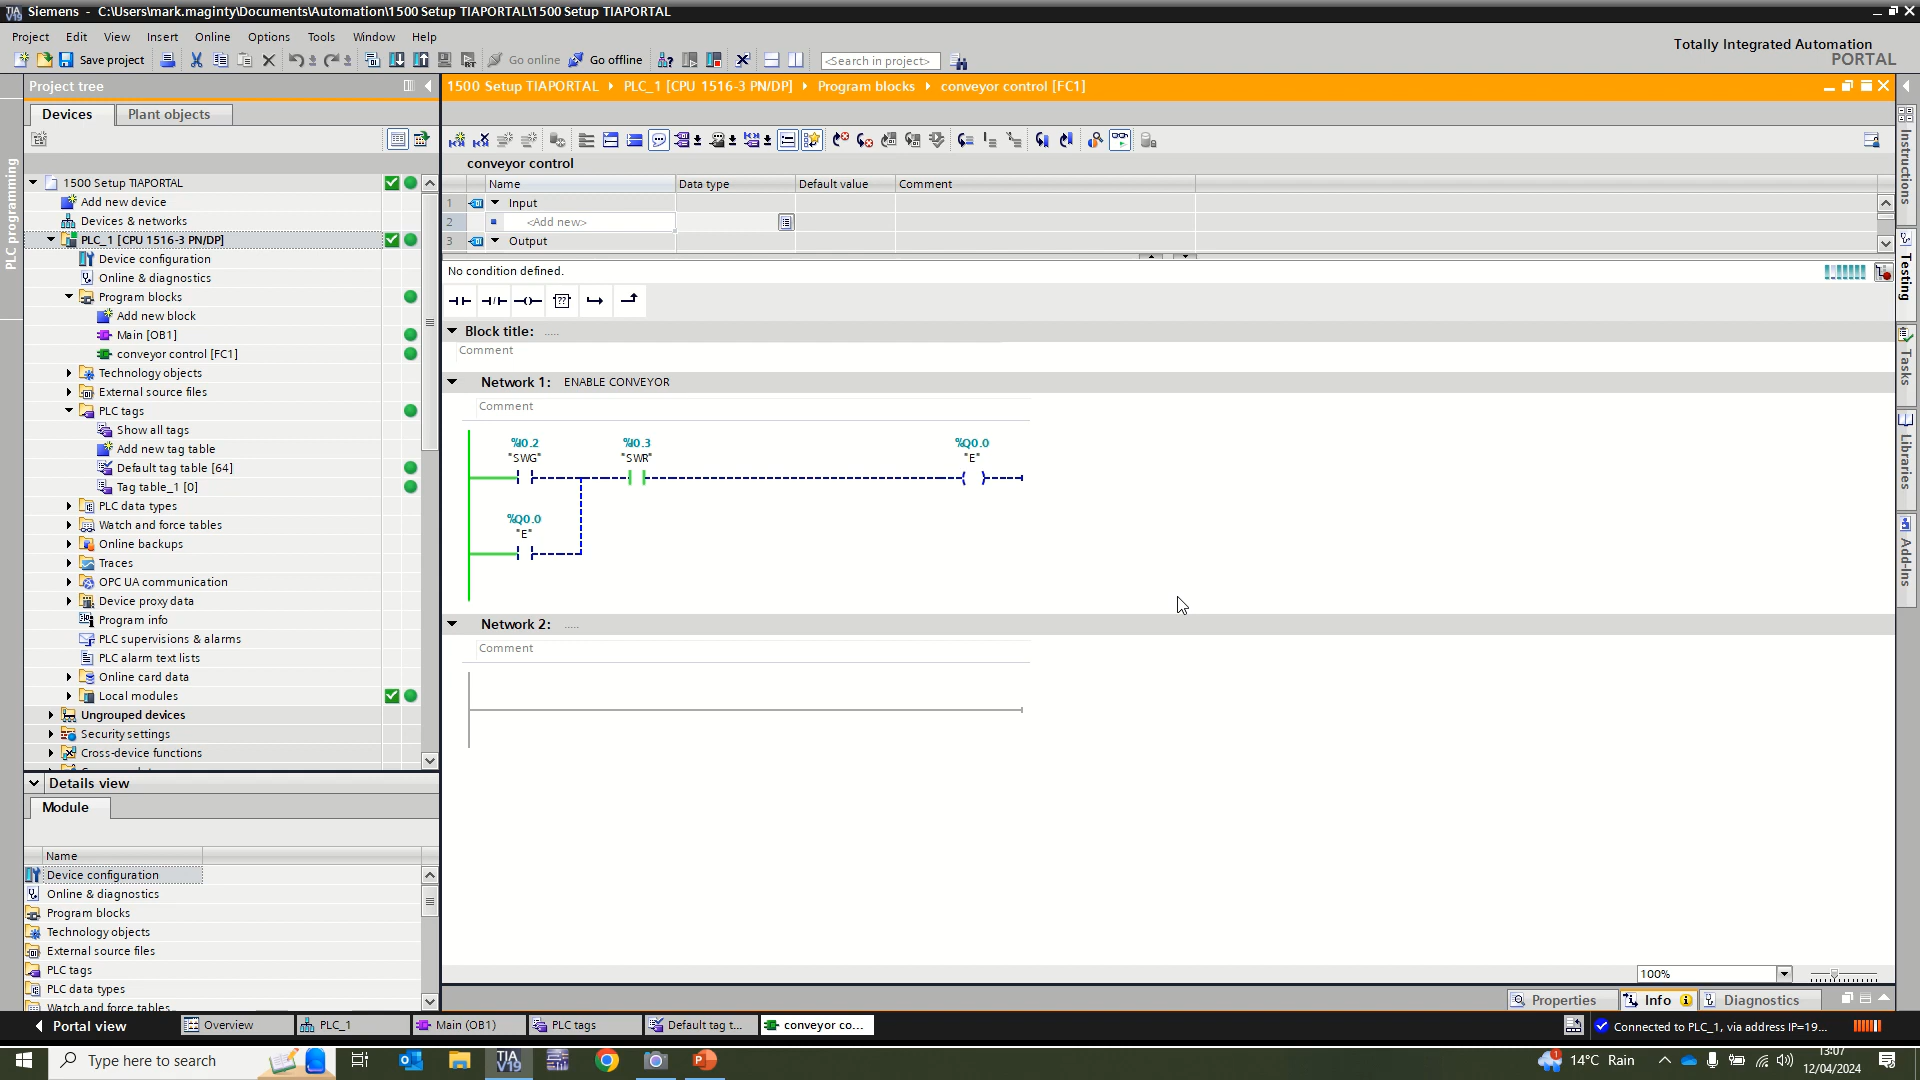 Siemens - C:\Users\mark.maginty\Documents\Automation\1500 Setup TIAPORTAL\1500 Setup TIAPORTAL
Project Edit View Insert Online Options Tools Window Help
Totally Integrated Automation
PORTAL
Save project
Go online
Go offline
<Search in project>
Project tree
1500 Setup TIAPORTAL
PLC_1 [CPU 1516-3 PN/DP]
Program blocks
conveyor control [FC1]
Devices
Plant objects
PLC programming
1500 Setup TIAPORTAL
Add new device
Devices & networks
PLC_1 [CPU 1516-3 PN/DP]
Device configuration
Online & diagnostics
Program blocks
Add new block
Main [OB1]
conveyor control [FC1]
Technology objects
External source files
PLC tags
Show all tags
Add new tag table
Default tag table [64]
Tag table_1 [0]
PLC data types
Watch and force tables
Online backups
Traces
OPC UA communication
Device proxy data
Program info
PLC supervisions & alarms
PLC alarm text lists
Online card data
Local modules
Ungrouped devices
Security settings
Cross-device functions
Details view
Module
Name
Device configuration
Online & diagnostics
Program blocks
Technology objects
External source files
PLC tags
PLC data types
Watch and force tables
conveyor control
Name Data type Default value Comment
1 Input
2 <Add new>
3 Output
No condition defined.
??
Block title: .....
Comment
Network 1: ENABLE CONVEYOR
Comment
%I0.2
"SWG"
%I0.3
"SWR"
%Q0.0
"E"
%Q0.0
"E"
Network 2: .....
Comment
100%
Properties
Info
Diagnostics
Instructions
Testing
Tasks
Libraries
Add-Ins
Portal view
Overview
PLC_1
Main (OB1)
PLC tags
Default tag t...
conveyor co...
Connected to PLC_1, via address IP=19...
Type here to search
TIA
V19
14°C Rain
13:07
12/04/2024